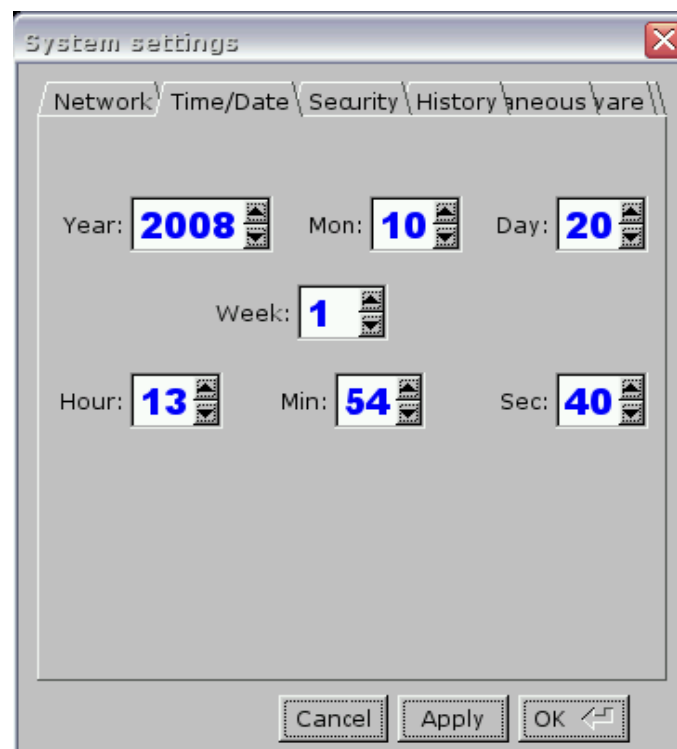 System settings
Network Time/Date Security History aneous vare
Year: 2008 Mon: 10 Day: 20
Week: 1
Hour: 13 Min: 54 Sec: 40
Cancel Apply OK